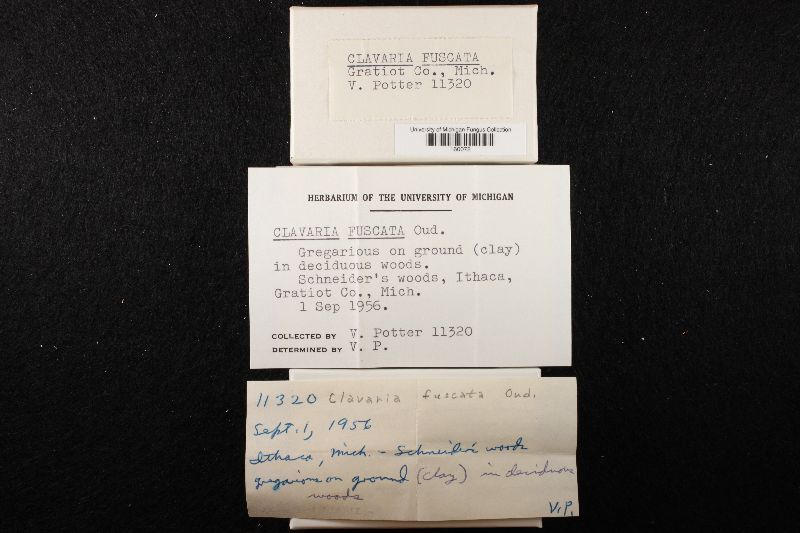 CLAVARIA FUSCATA
Gratiot Co., Mich.
V. Potter 11320
University of Michigan Fungus Collection
160072
HERBARIUM OF THE UNIVERSITY OF MICHIGAN
CLAVARIA FUSCATA Oud.
Gregarious on ground (clay)
in deciduous woods.
Schneider's woods, Ithaca,
Gratiot Co., Mich.
1 Sep 1956.
COLLECTED BY V. Potter 11320
DETERMINED BY V. P.
11320 Clavaria fuscata Oud.
Sept. 1, 1956
Ithaca, Mich. - Schneider's woods
gregarious on ground (clay) in deciduous
woods
V.P.